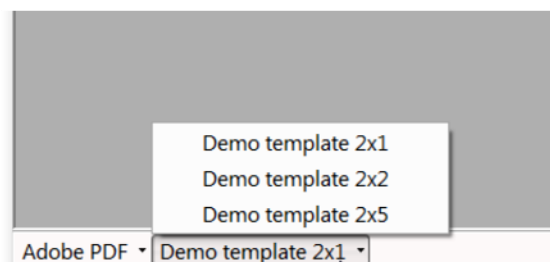 Demo template 2x1
Demo template 2x2
Demo template 2x5
Adobe PDF Demo template 2x1